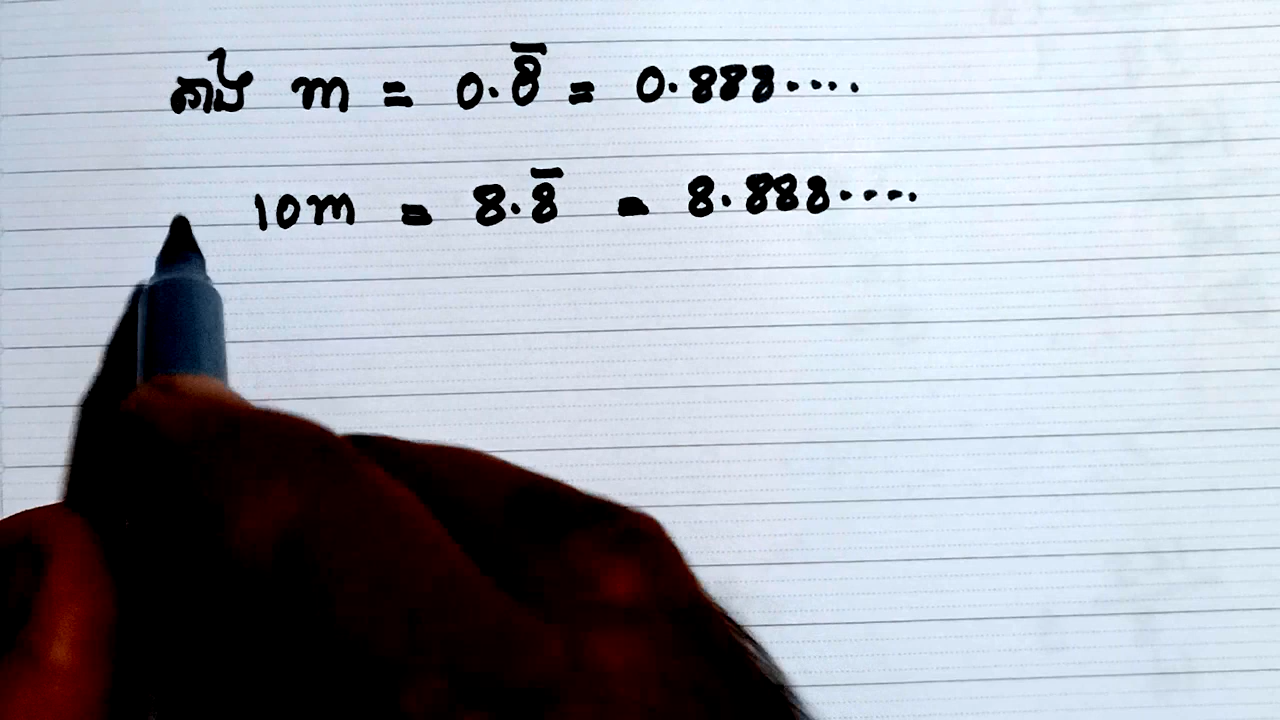 តាង m = 0.8̅ = 0.888....
10m = 8.8̅ = 8.888....